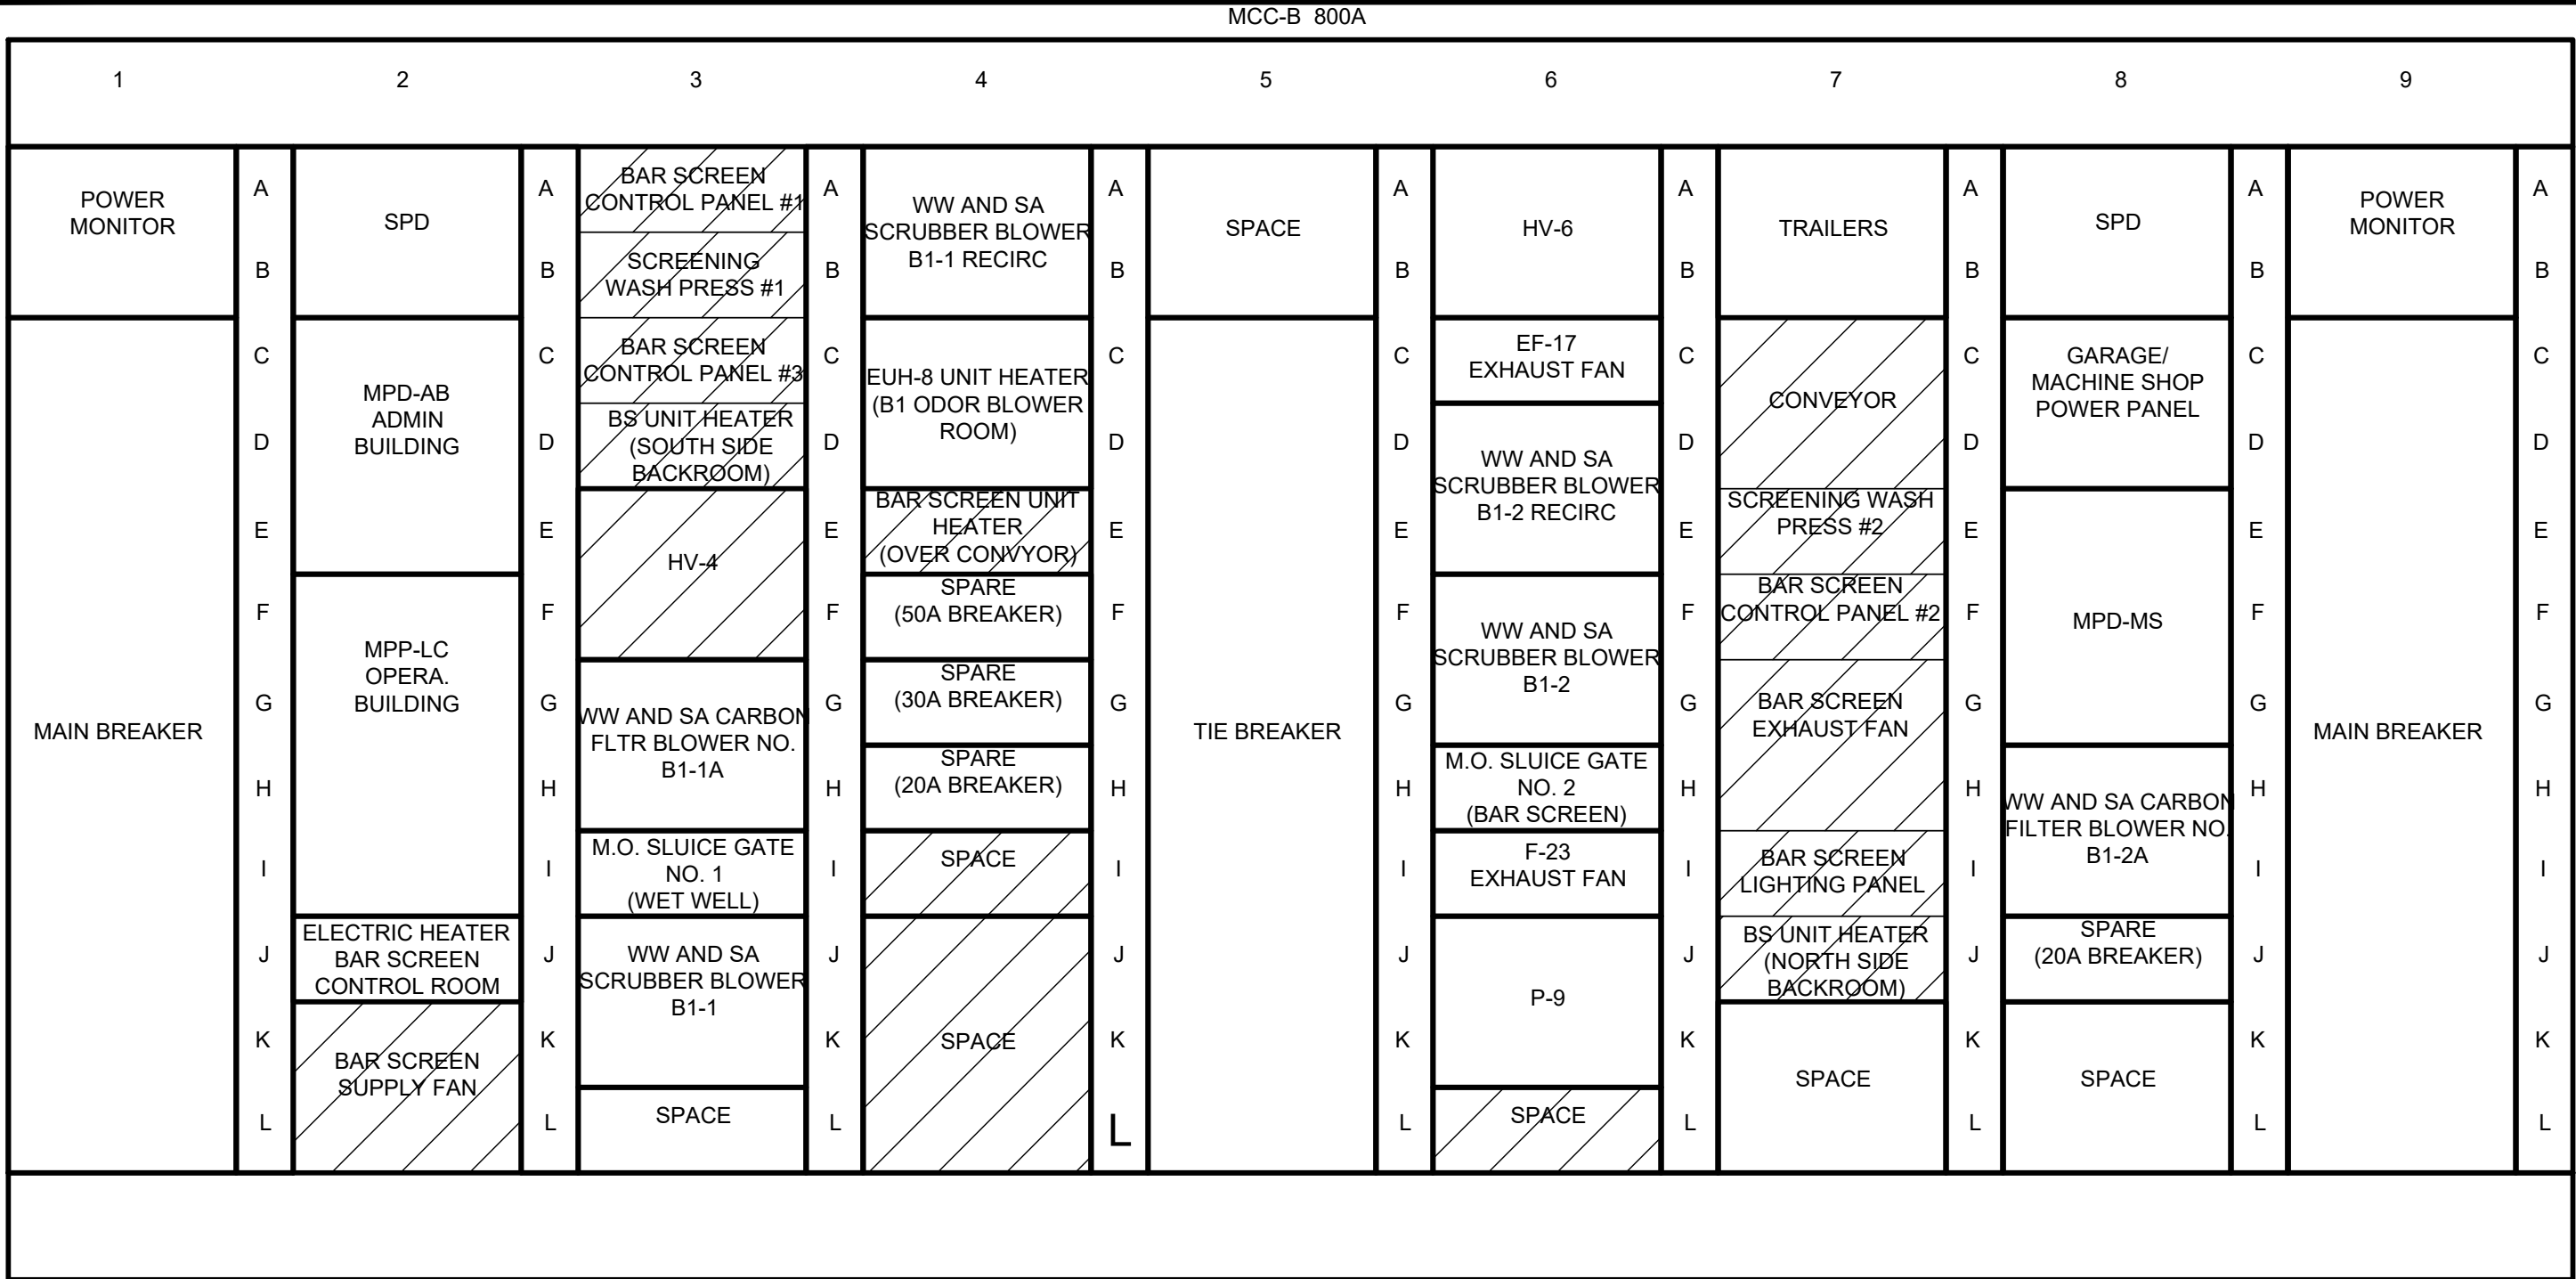 MCC-B 800A
1
2
3
4
5
6
7
8
9
POWER
MONITOR
MAIN BREAKER
A
B
C
D
E
F
G
H
I
J
K
L
SPD
MPD-AB
ADMIN
BUILDING
MPP-LC
OPERA.
BUILDING
ELECTRIC HEATER
BAR SCREEN
CONTROL ROOM
BAR SCREEN
SUPPLY FAN
A
B
C
D
E
F
G
H
I
J
K
L
BAR SCREEN
CONTROL PANEL #1
SCREENING
WASH PRESS #1
BAR SCREEN
CONTROL PANEL #3
BS UNIT HEATER
(SOUTH SIDE
BACKROOM)
HV-4
WW AND SA CARBON
FLTR BLOWER NO.
B1-1A
M.O. SLUICE GATE
NO. 1
(WET WELL)
WW AND SA
SCRUBBER BLOWER
B1-1
SPACE
A
B
C
D
E
F
G
H
I
J
K
L
WW AND SA
SCRUBBER BLOWER
B1-1 RECIRC
EUH-8 UNIT HEATER
(B1 ODOR BLOWER
ROOM)
BAR SCREEN UNIT
HEATER
(OVER CONVYOR)
SPARE
(50A BREAKER)
SPARE
(30A BREAKER)
SPARE
(20A BREAKER)
SPACE
SPACE
A
B
C
D
E
F
G
H
I
J
K
L
SPACE
TIE BREAKER
A
B
C
D
E
F
G
H
I
J
K
L
HV-6
EF-17
EXHAUST FAN
WW AND SA
SCRUBBER BLOWER
B1-2 RECIRC
WW AND SA
SCRUBBER BLOWER
B1-2
M.O. SLUICE GATE
NO. 2
(BAR SCREEN)
F-23
EXHAUST FAN
P-9
SPACE
A
B
C
D
E
F
G
H
I
J
K
L
TRAILERS
CONVEYOR
SCREENING WASH
PRESS #2
BAR SCREEN
CONTROL PANEL #2
BAR SCREEN
EXHAUST FAN
BAR SCREEN
LIGHTING PANEL
BS UNIT HEATER
(NORTH SIDE
BACKROOM)
SPACE
A
B
C
D
E
F
G
H
I
J
K
L
SPD
GARAGE/
MACHINE SHOP
POWER PANEL
MPD-MS
WW AND SA CARBON
FILTER BLOWER NO.
B1-2A
SPARE
(20A BREAKER)
SPACE
A
B
C
D
E
F
G
H
I
J
K
L
POWER
MONITOR
MAIN BREAKER
A
B
C
D
E
F
G
H
I
J
K
L